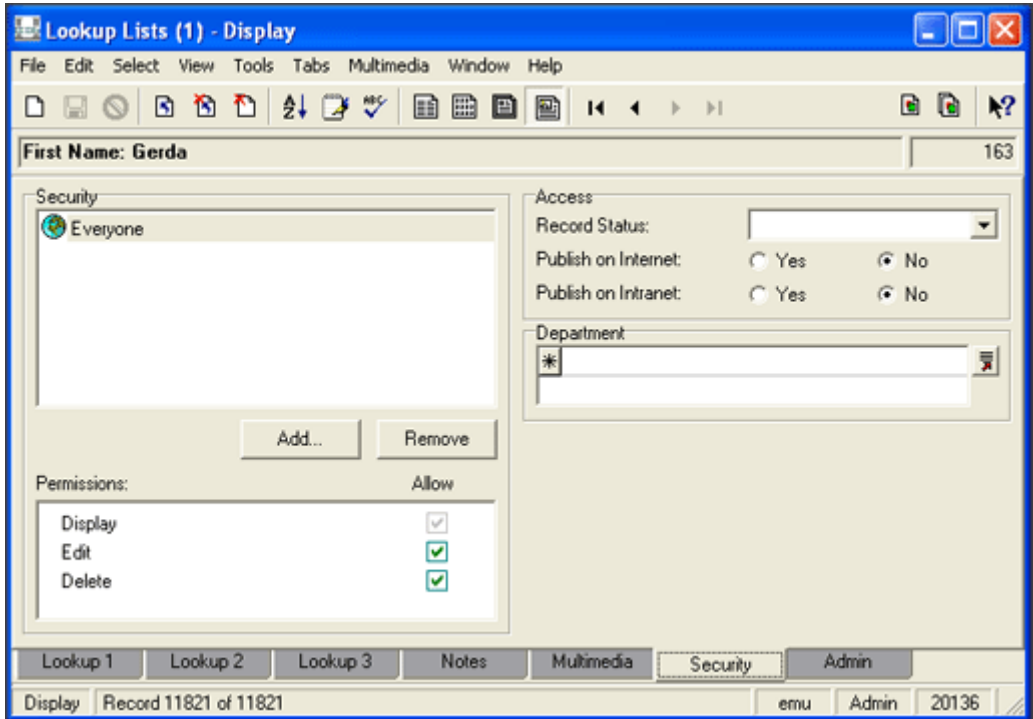 Lookup Lists (1) - Display
File Edit Select View Tools Tabs Multimedia Window Help
First Name: Gerda 163
Security
Everyone
Add... Remove
Permissions: Allow
Display
Edit
Delete
Access
Record Status:
Publish on Internet: Yes No
Publish on Intranet: Yes No
Department
Lookup 1 Lookup 2 Lookup 3 Notes Multimedia Security Admin
Display Record 11821 of 11821 emu Admin 20136